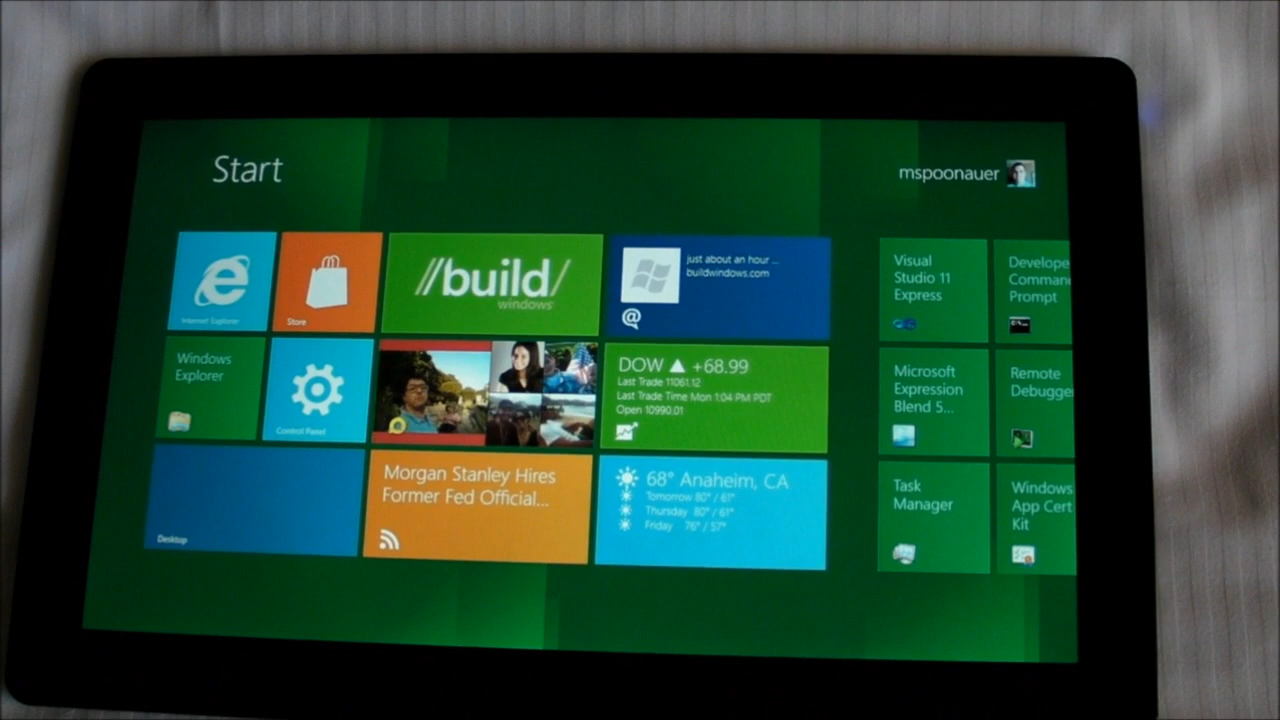 Start
mspoonauer
Internet Explorer
Store
//build/
windows
just about an hour ...
buildwindows.com
@
Visual
Studio 11
Express
Develope
Comman
Prompt
Windows
Explorer
Control Panel
DOW ▲ +68.99
Last Trade 11061.12
Last Trade Time Mon 1:04 PM PDT
Open 10990.01
Microsoft
Expression
Blend 5...
Remote
Debugge
Desktop
Morgan Stanley Hires
Former Fed Official...
68° Anaheim, CA
Tomorrow 80° / 61°
Thursday 80° / 61°
Friday 76° / 57°
Task
Manager
Windows
App Cert
Kit